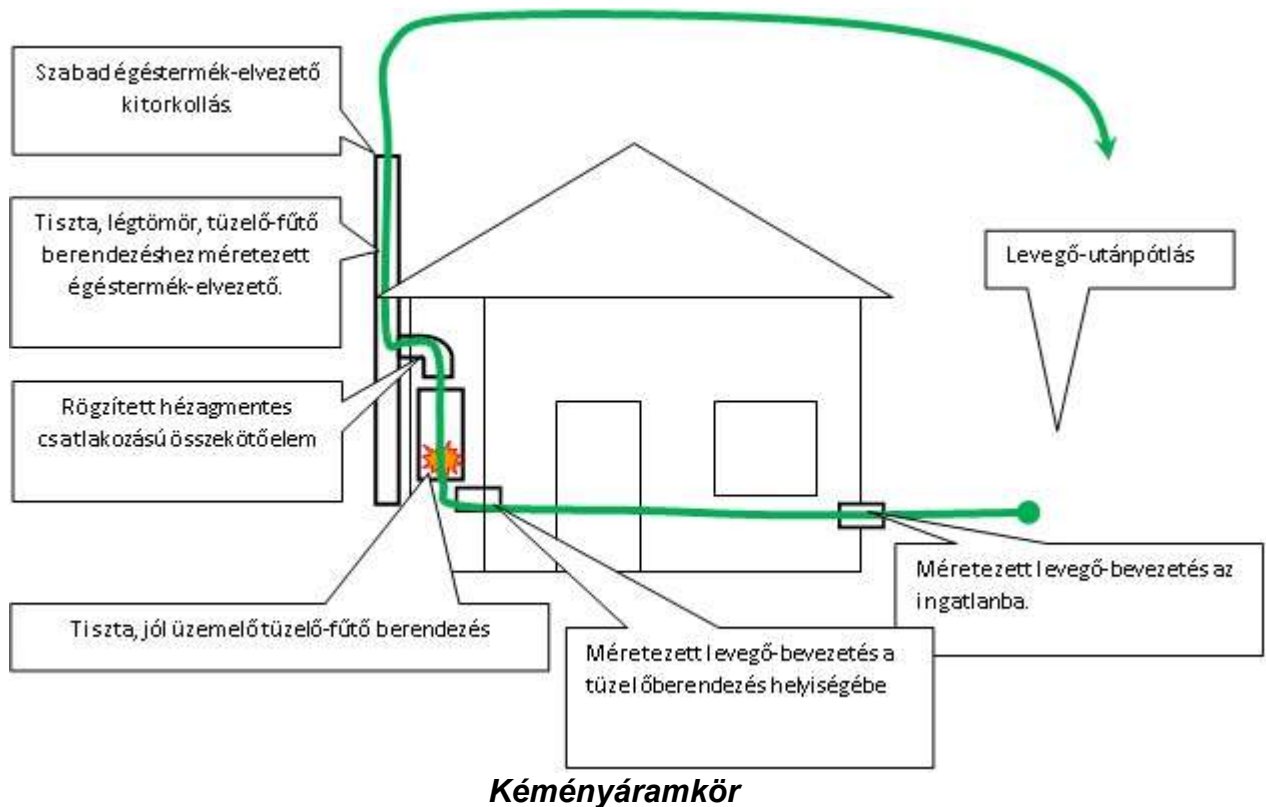 Szabad égéstermék-elvezető
kitorkollás.
Tiszta, légtömör, tüzelő-fűtő
berendezéshez méretezett
égéstermék-elvezető.
Rögzített hézagmentes
csatlakozású összekötőelem
Tiszta, jól üzemelő tüzelő-fűtő berendezés
Méretezett levegő-bevezetés a
tüzelőberendezés helyiségébe
Méretezett levegő-bevezetés az
ingatlanba.
Levegő-utánpótlás
Kéményáramkör